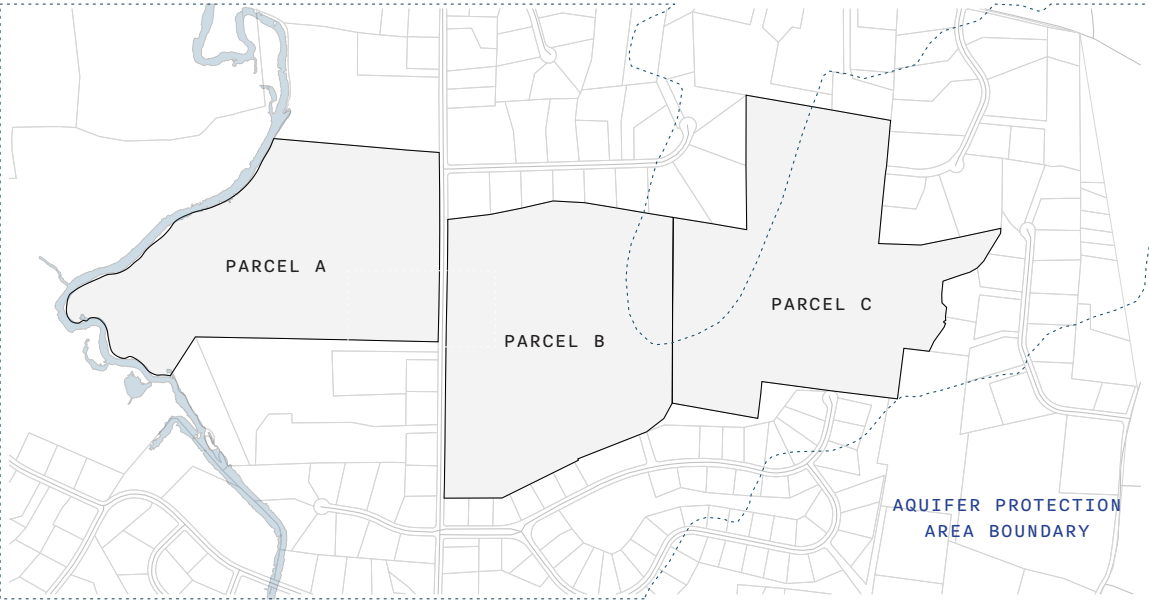 PARCEL A
PARCEL B
PARCEL C
AQUIFER PROTECTION
AREA BOUNDARY